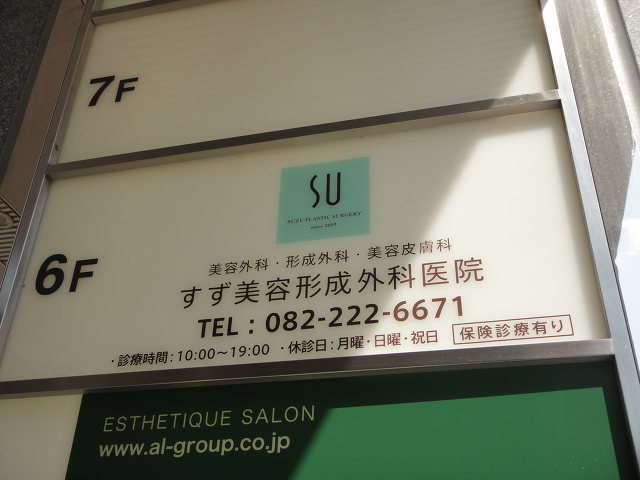 7F
SU
SUZU PLASTIC SURGERY
since 2009
6F
美容外科・形成外科・美容皮膚科
すず美容形成外科医院
TEL：082-222-6671
・診療時間：10:00〜19:00 ・休診日：月曜・日曜・祝日 保険診療有り
ESTHETIQUE SALON
www.al-group.co.jp